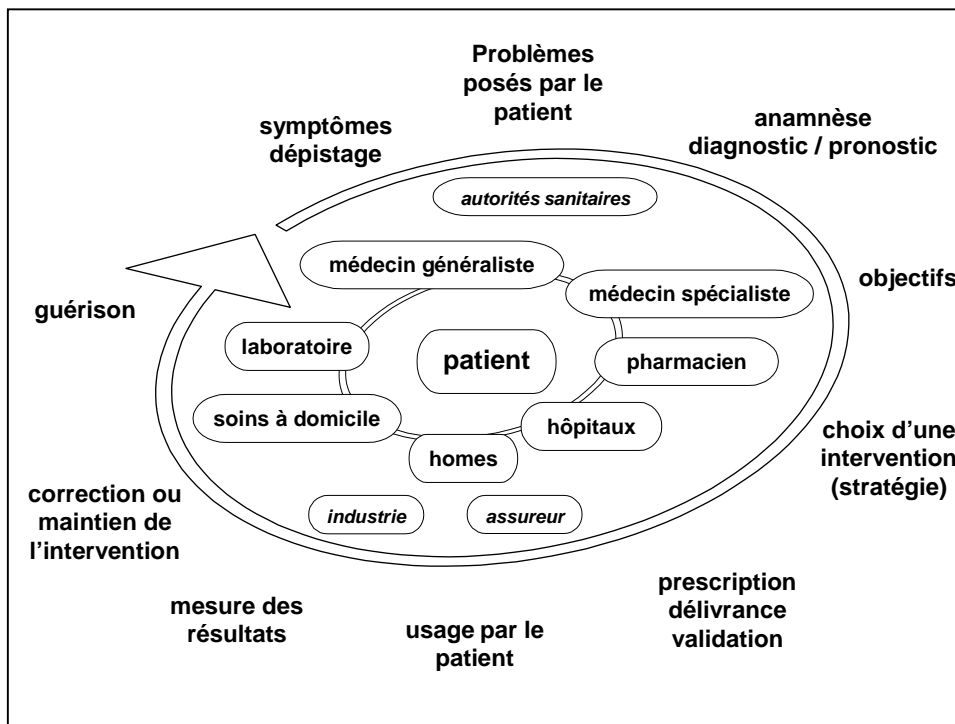 Problèmes
posés par le
patient
symptômes
dépistage
anamnèse
diagnostic / pronostic
autorités sanitaires
médecin généraliste
médecin spécialiste
objectifs
guérison
laboratoire
patient
pharmacien
soins à domicile
hôpitaux
homes
choix d’une
intervention
(stratégie)
industrie
assureur
correction ou
maintien de
l’intervention
prescription
délivrance
validation
mesure des
résultats
usage par le
patient